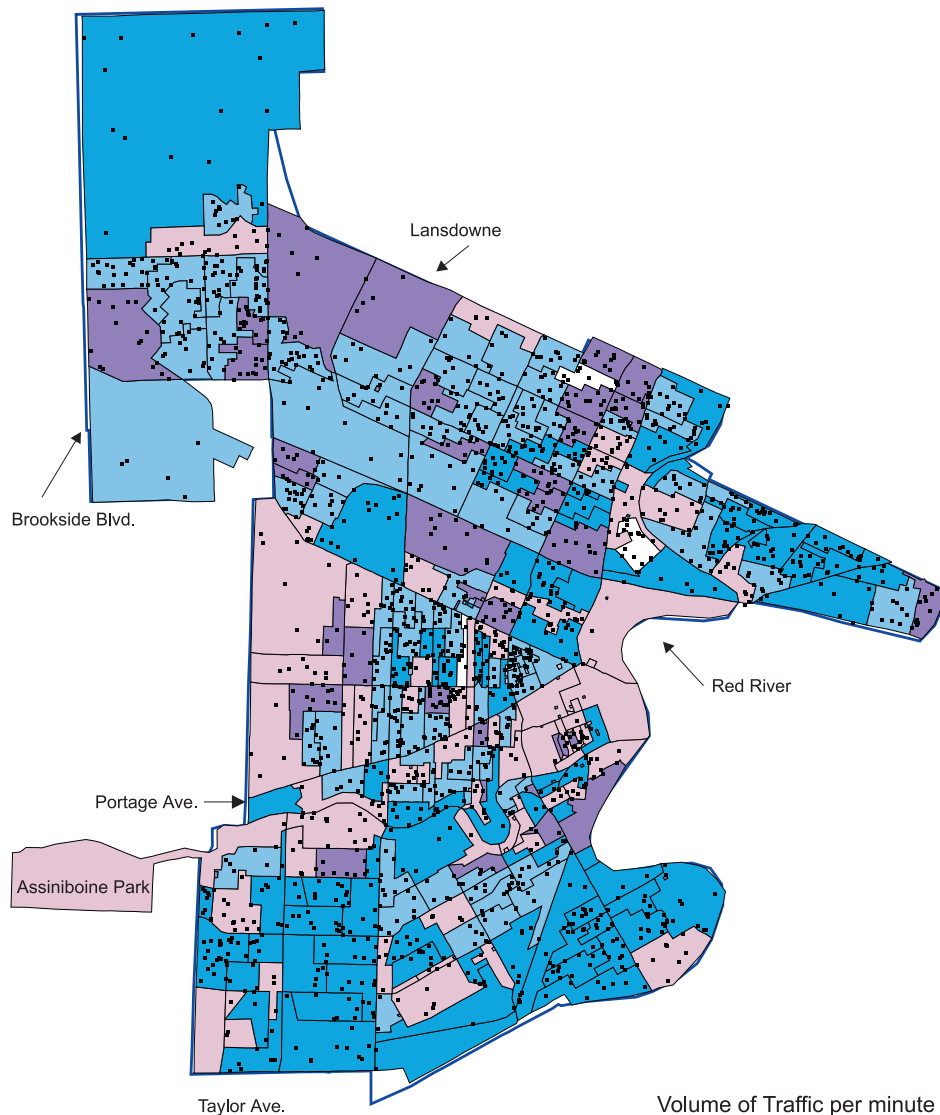 Lansdowne
Brookside Blvd.
Red River
Portage Ave.
Assiniboine Park
Taylor Ave.
Volume of Traffic per minute